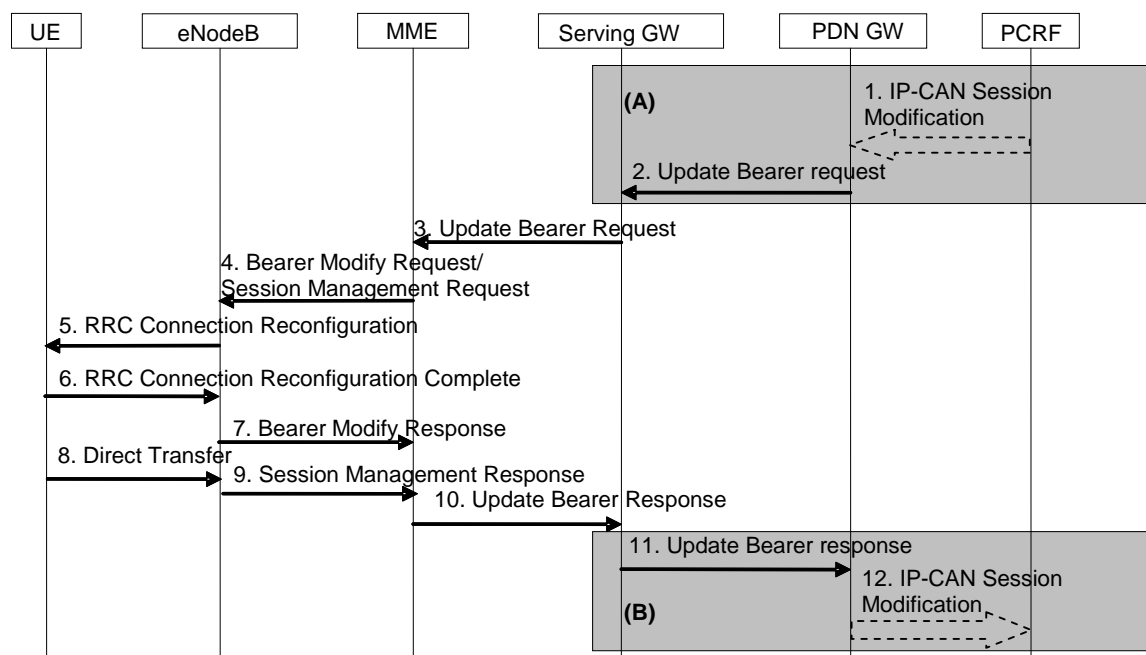 UE eNodeB MME Serving GW PDN GW PCRF
(A)
1. IP-CAN Session
Modification
2. Update Bearer request
3. Update Bearer Request
4. Bearer Modify Request/
Session Management Request
5. RRC Connection Reconfiguration
6. RRC Connection Reconfiguration Complete
7. Bearer Modify Response
8. Direct Transfer
9. Session Management Response
10. Update Bearer Response
11. Update Bearer response
12. IP-CAN Session
Modification
(B)